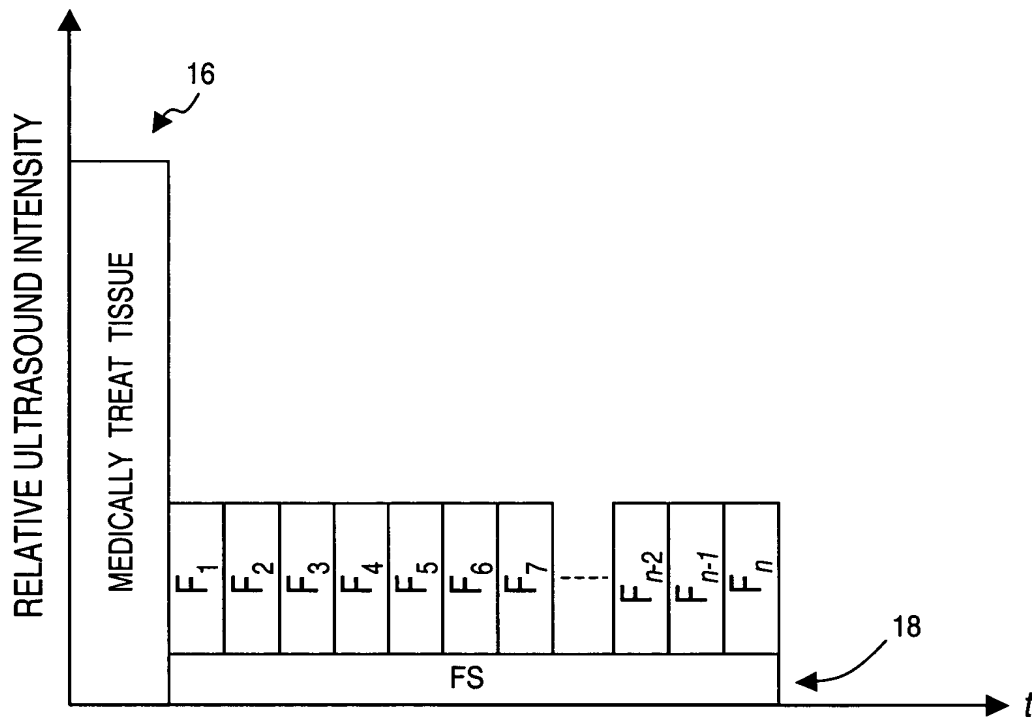 16
RELATIVE ULTRASOUND INTENSITY
MEDICALLY TREAT TISSUE
F1 F2 F3 F4 F5 F6 F7 Fn-2 Fn-1 Fn
18
FS
t